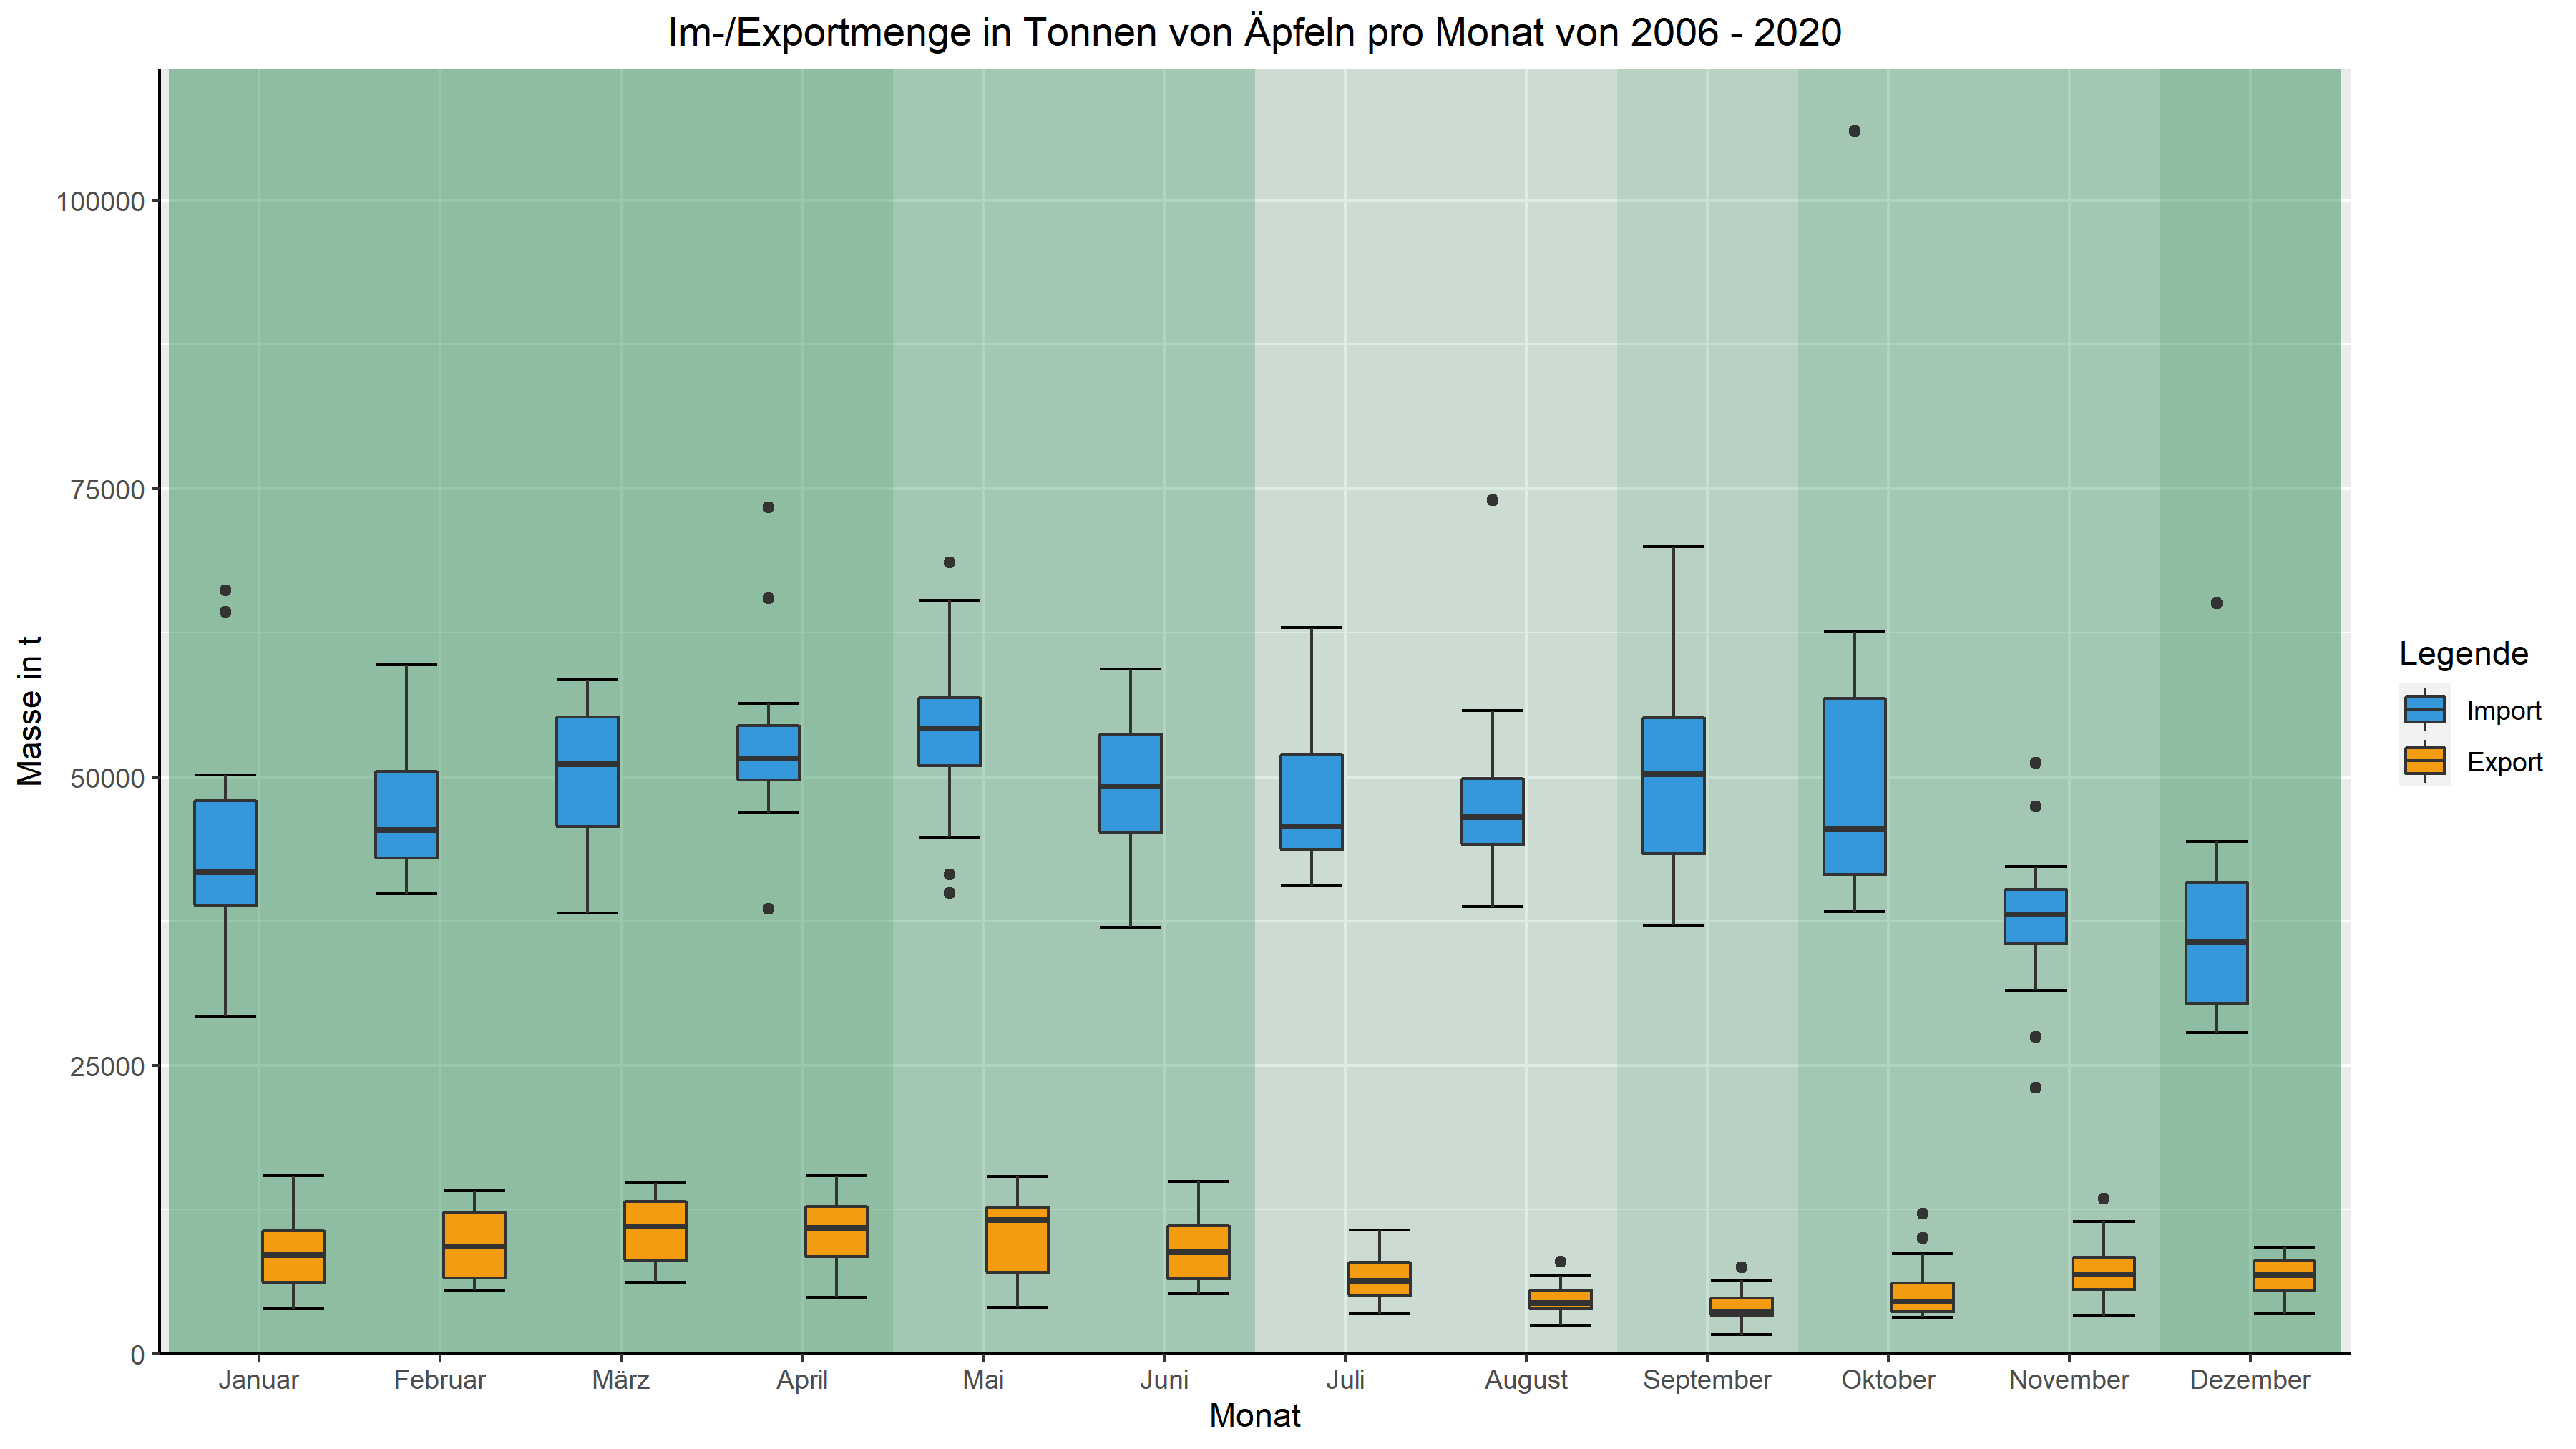 Im-/Exportmenge in Tonnen von Äpfeln pro Monat von 2006 - 2020
100000
75000
50000
25000
0
Masse in t
Januar Februar März April Mai Juni Juli August September Oktober November Dezember
Monat
Legende
Import
Export